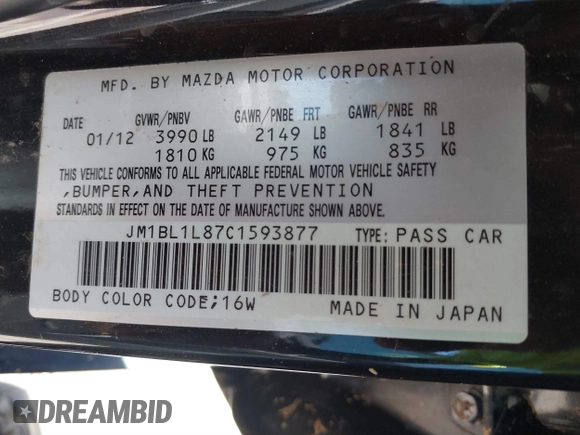 MFD. BY MAZDA MOTOR CORPORATION
DATE GVWR/PNBV GAWR/PNBE FRT GAWR/PNBE RR
01/12 3990 LB 2149 LB 1841 LB
1810 KG 975 KG 835 KG
THIS VEHICLE CONFORMS TO ALL APPLICABLE FEDERAL MOTOR VEHICLE SAFETY
,BUMPER,AND THEFT PREVENTION
STANDARDS IN EFFECT ON THE DATE OF MANUFACTURE SHOWN ABOVE.
JM1BL1L87C1593877 TYPE: PASS CAR
BODY COLOR CODE;16W MADE IN JAPAN
DREAMBID